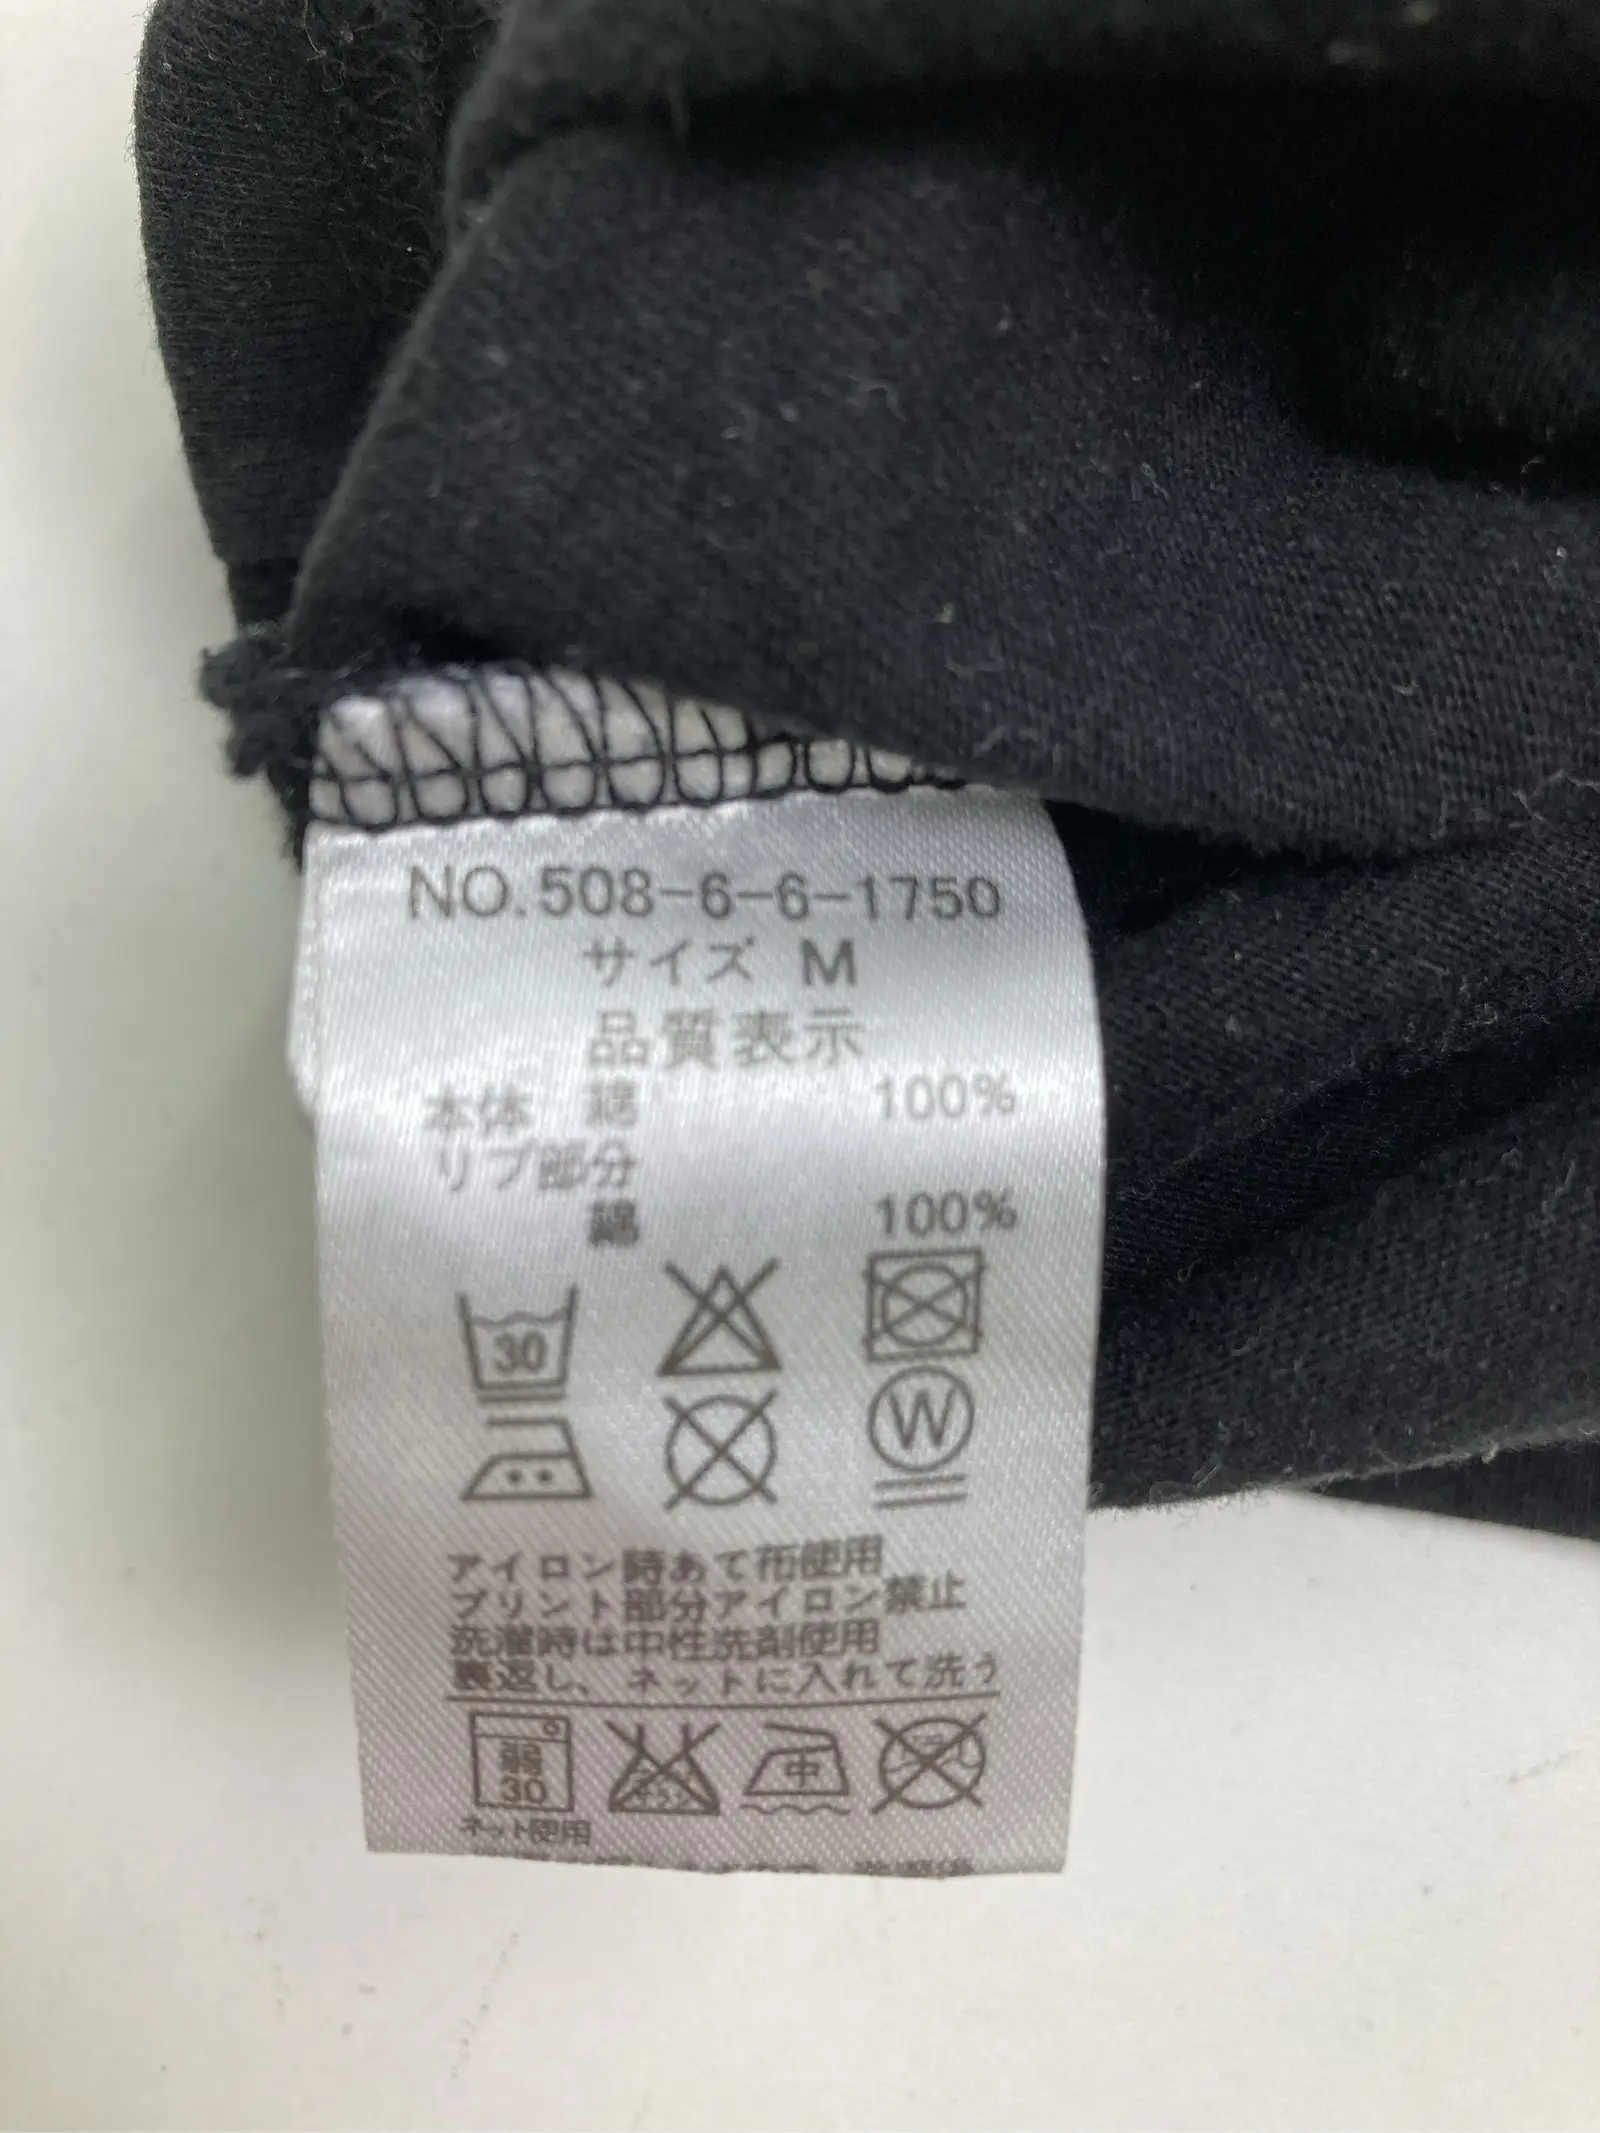 NO.508-6-6-1750
サイズ M
品質表示
本体 綿 100%
リブ部分
綿 100%
30
W
アイロン時あて布使用
プリント部分アイロン禁止
洗濯時は中性洗剤使用
裏返し、ネットに入れて洗う
弱
30
中
ネット使用